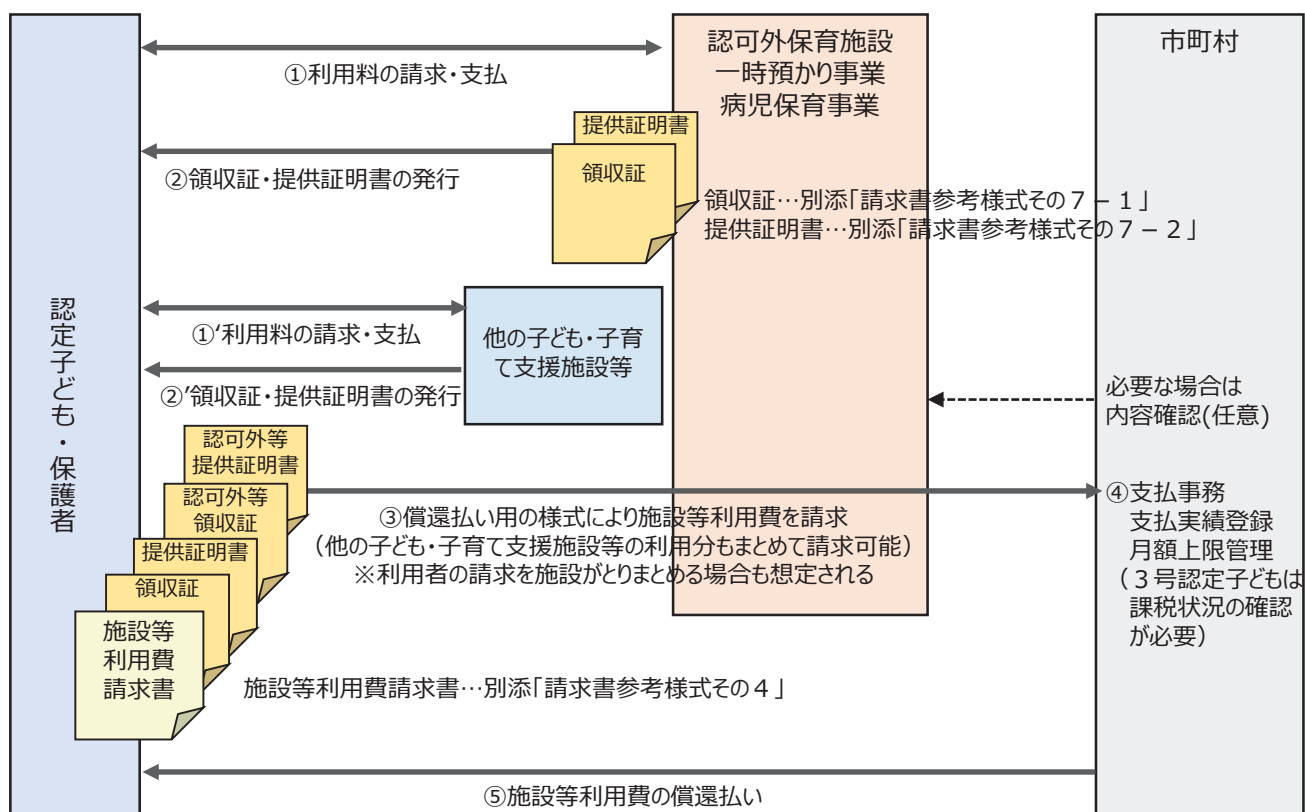 認可外保育施設
一時預かり事業
病児保育事業
市町村
①利用料の請求・支払
提供証明書
領収証
②領収証・提供証明書の発行
領収証…別添「請求書参考様式その７－１」
提供証明書…別添「請求書参考様式その７－２」
認定子ども・保護者
①‘利用料の請求・支払
他の子ども・子育
て支援施設等
②’領収証・提供証明書の発行
必要な場合は
内容確認(任意)
認可外等
提供証明書
認可外等
領収証
提供証明書
領収証
施設等
利用費
請求書
③償還払い用の様式により施設等利用費を請求
（他の子ども・子育て支援施設等の利用分もまとめて請求可能）
※利用者の請求を施設がとりまとめる場合も想定される
④支払事務
支払実績登録
月額上限管理
（３号認定子どもは
課税状況の確認
が必要）
施設等利用費請求書…別添「請求書参考様式その４」
⑤施設等利用費の償還払い